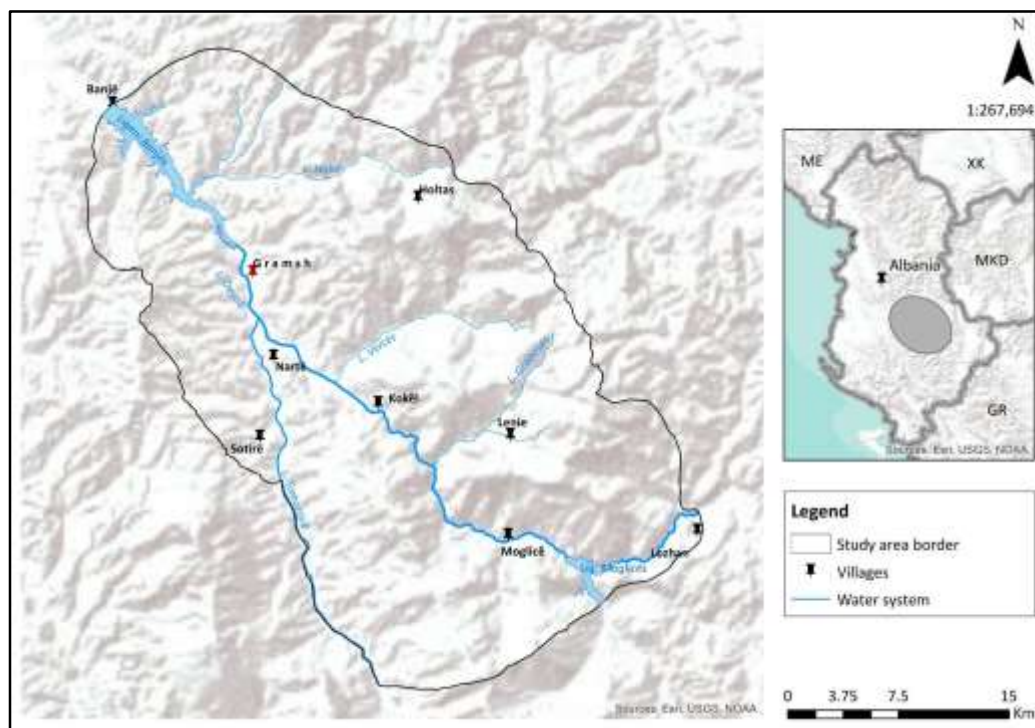 N
1:267,694
Banjë
Holtas
G r a m s h
L. Verçës
Nartë
Kokël
Lenie
Sotirë
Moglicë
Lozhan
Sources: Esri, USGS, NOAA
ME
XK
Albania
MKD
GR
Sources: Esri, USGS, NOAA
Legend
Study area border
Villages
Water system
0 3.75 7.5 15
Km